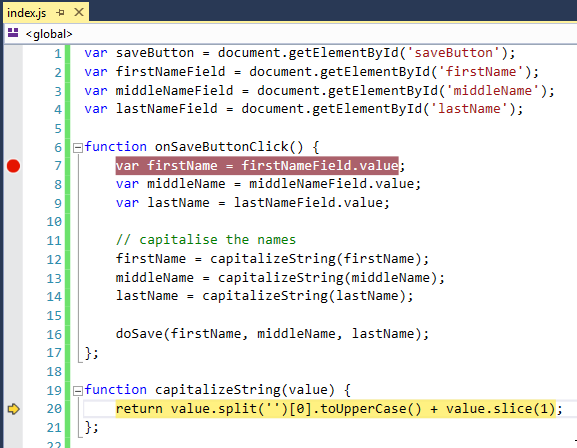 index.js
<global>
1 var saveButton = document.getElementById('saveButton');
2 var firstNameField = document.getElementById('firstName');
3 var middleNameField = document.getElementById('middleName');
4 var lastNameField = document.getElementById('lastName');
5
6 function onSaveButtonClick() {
7 var firstName = firstNameField.value;
8 var middleName = middleNameField.value;
9 var lastName = lastNameField.value;
10
11 // capitalise the names
12 firstName = capitalizeString(firstName);
13 middleName = capitalizeString(middleName);
14 lastName = capitalizeString(lastName);
15
16 doSave(firstName, middleName, lastName);
17 };
18
19 function capitalizeString(value) {
20 return value.split('')[0].toUpperCase() + value.slice(1);
21 };
22